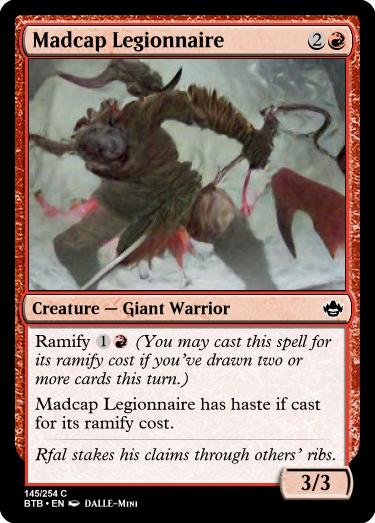 Madcap Legionnaire 2
Creature — Giant Warrior
Ramify 1 (You may cast this spell for
its ramify cost if you've drawn two or
more cards this turn.)
Madcap Legionnaire has haste if cast
for its ramify cost.
Rfal stakes his claims through others' ribs.
3/3
145/254 C
BTB • EN DALLE-Mini